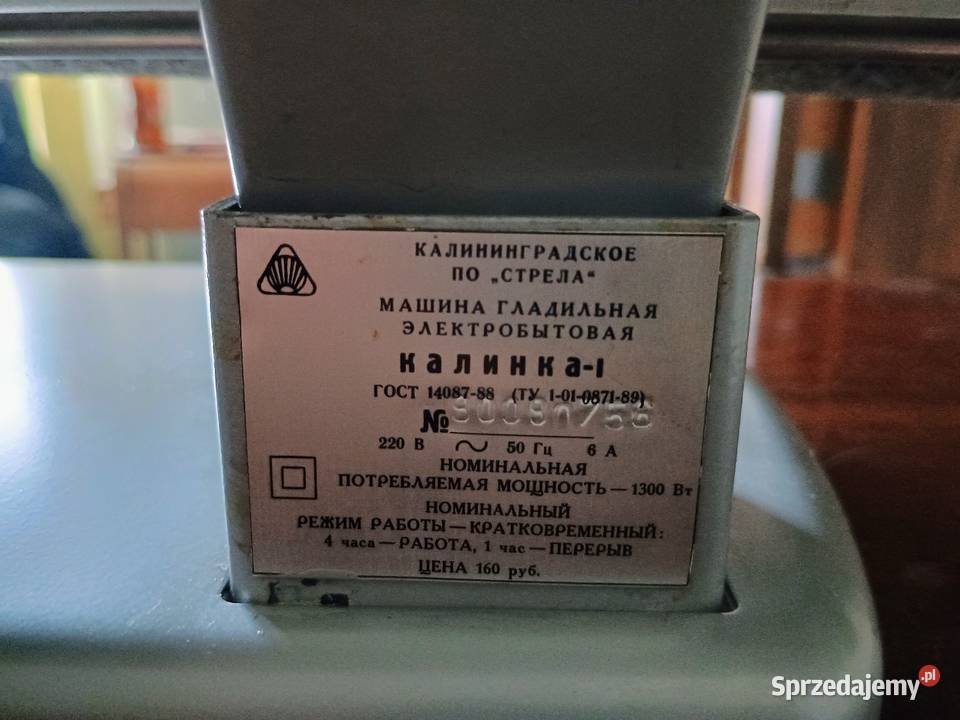 КАЛИНИНГРАДСКОЕ
ПО „СТРЕЛА“
МАШИНА ГЛАДИЛЬНАЯ
ЭЛЕКТРОБЫТОВАЯ
калинка-1
ГОСТ 14087-88 (ТУ 1-01-0871-89)
№
220 В ~ 50 Гц 6 А
НОМИНАЛЬНАЯ
ПОТРЕБЛЯЕМАЯ МОЩНОСТЬ — 1300 Вт
НОМИНАЛЬНЫЙ
РЕЖИМ РАБОТЫ — КРАТКОВРЕМЕННЫЙ:
4 часа — РАБОТА, 1 час — ПЕРЕРЫВ
ЦЕНА 160 руб.
Sprzedajemy.pl